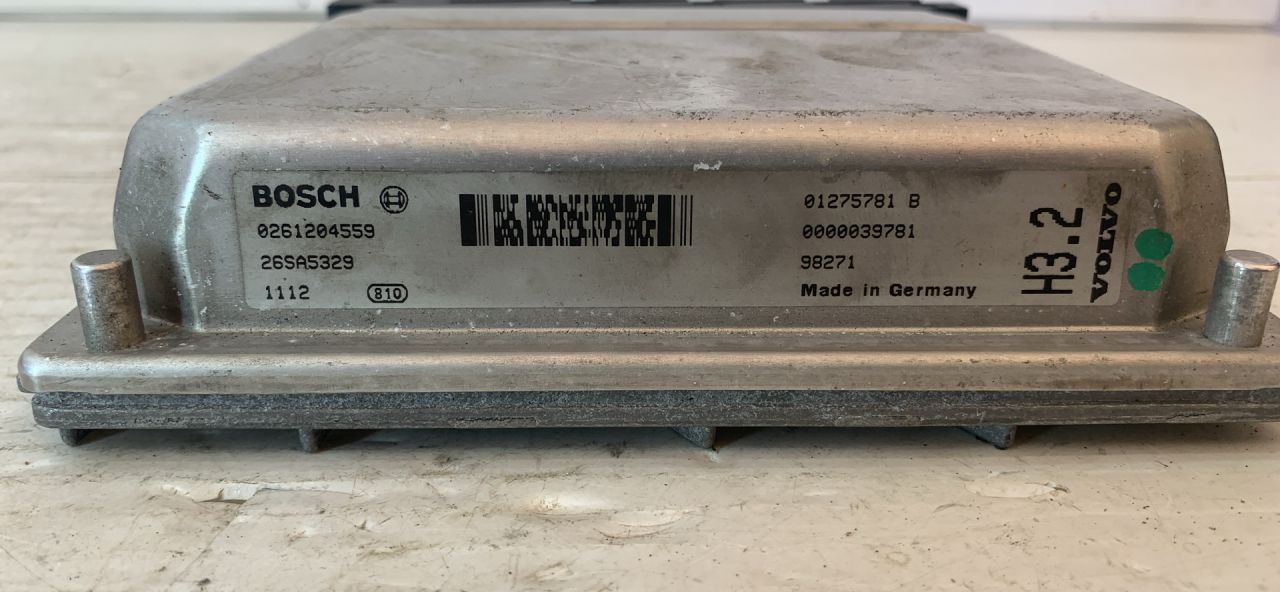 BOSCH
0261204559
26SA5329
1112 810
01275781 B
0000039781
98271
Made in Germany
H3.2
VOLVO